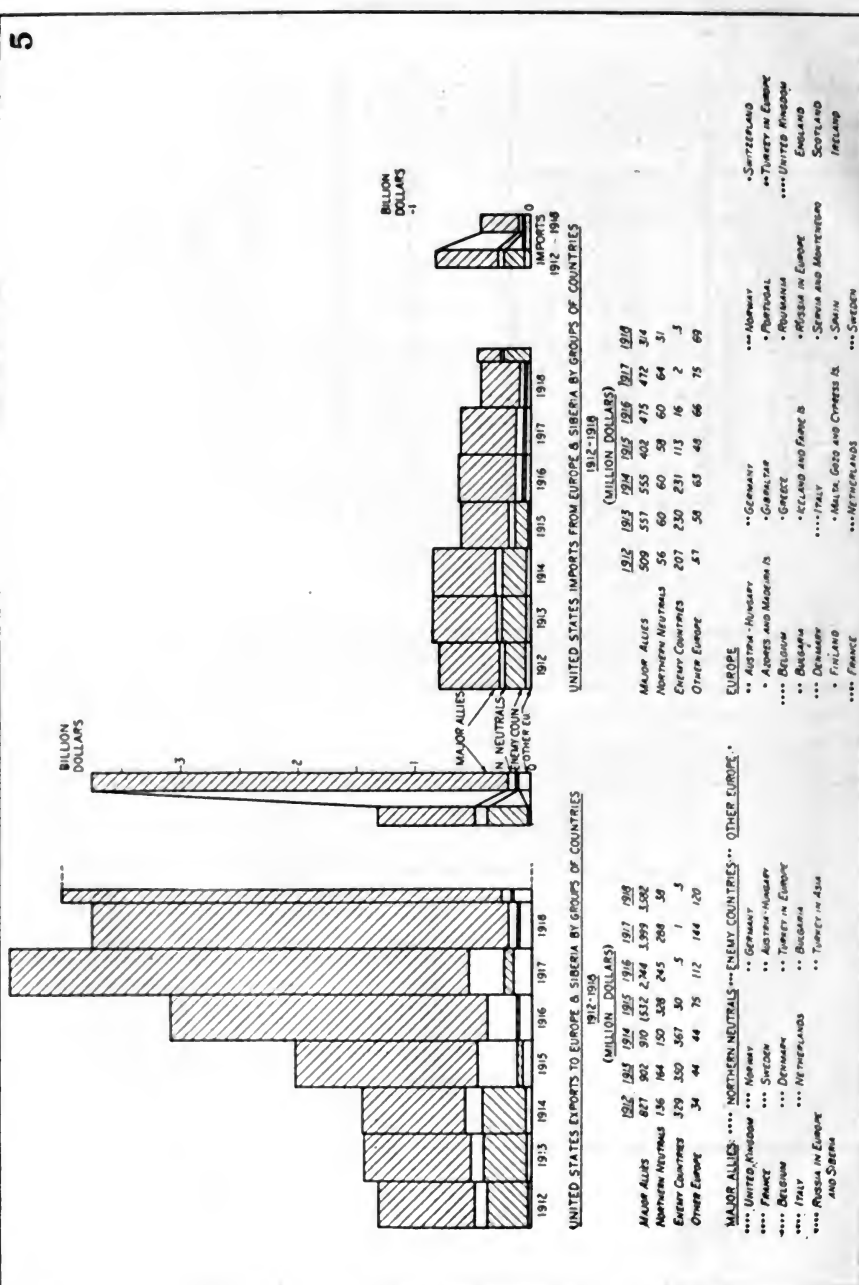 5
BILLION
DOLLARS
3
2
1
0
MAJOR ALLIES
N NEUTRALS
ENEMY COUN
OTHER EU.
BILLION
DOLLARS
1
0
1912 1913 1914 1915 1916 1917 1918
1912 1913 1914 1915 1916 1917 1918
IMPORTS
1912 - 1918
UNITED STATES EXPORTS TO EUROPE & SIBERIA BY GROUPS OF COUNTRIES
1912-1918
(MILLION DOLLARS)
1912 1913 1914 1915 1916 1917 1918
MAJOR ALLIES 827 902 910 1,532 2,744 3,999 3,582
NORTHERN NEUTRALS 136 164 150 328 245 288 38
ENEMY COUNTRIES 329 350 367 30 .5 1 .3
OTHER EUROPE 34 44 44 75 112 144 120
UNITED STATES IMPORTS FROM EUROPE & SIBERIA BY GROUPS OF COUNTRIES
1912-1918
(MILLION DOLLARS)
1912 1913 1914 1915 1916 1917 1918
MAJOR ALLIES 509 557 555 402 475 472 314
NORTHERN NEUTRALS 56 60 60 58 60 64 31
ENEMY COUNTRIES 207 230 231 113 16 2 .3
OTHER EUROPE 57 58 63 48 66 75 69
MAJOR ALLIES: •••• NORTHERN NEUTRALS ••• ENEMY COUNTRIES •• OTHER EUROPE •
•••• UNITED KINGDOM ••• NORWAY •• GERMANY
•••• FRANCE ••• SWEDEN •• AUSTRIA-HUNGARY
•••• BELGIUM ••• DENMARK •• TURKEY IN EUROPE
•••• ITALY ••• NETHERLANDS •• BULGARIA
•••• RUSSIA IN EUROPE •• TURKEY IN ASIA
AND SIBERIA
EUROPE
•• AUSTRIA-HUNGARY •• GERMANY ••• NORWAY • SWITZERLAND
• AZORES AND MADEIRA IS. • GIBRALTAR • PORTUGAL •• TURKEY IN EUROPE
•••• BELGIUM • GREECE • ROUMANIA •••• UNITED KINGDOM
•• BULGARIA • ICELAND AND FAROE IS. • RUSSIA IN EUROPE ENGLAND
••• DENMARK •••• ITALY • SERVIA AND MONTENEGRO SCOTLAND
• FINLAND • MALTA, GOZO AND CYPRESS IS. • SPAIN IRELAND
•••• FRANCE ••• NETHERLANDS ••• SWEDEN